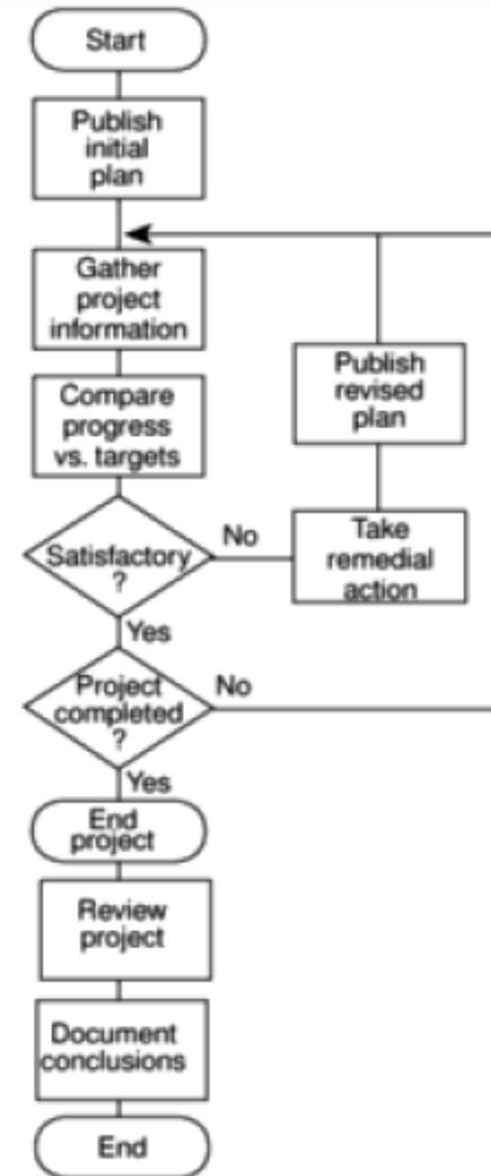 Start
Publish
initial
plan
Gather
project
information
Compare
progress
vs. targets
Satisfactory
?
No
Take
remedial
action
Publish
revised
plan
Yes
Project
completed
?
No
Yes
End
project
Review
project
Document
conclusions
End